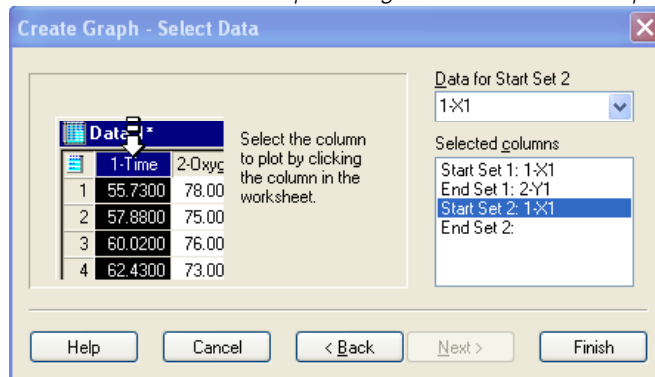 Create Graph - Select Data
Data for Start Set 2
1-X1
Data 1*
1-Time 2-Oxyg
1 55.7300 78.00
2 57.8800 75.00
3 60.0200 76.00
4 62.4300 73.00
Select the column
to plot by clicking
the column in the
worksheet.
Selected columns
Start Set 1: 1-X1
End Set 1: 2-Y1
Start Set 2: 1-X1
End Set 2:
Help
Cancel
< Back
Next >
Finish